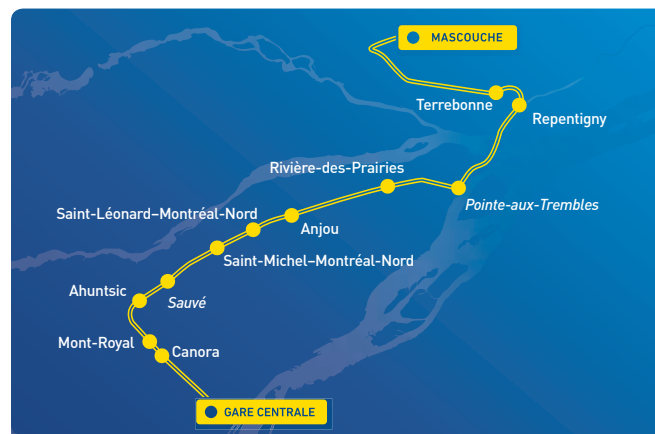 MASCOUCHE
Terrebonne
Repentigny
Rivière-des-Prairies
Pointe-aux-Trembles
Saint-Léonard–Montréal-Nord
Anjou
Saint-Michel–Montréal-Nord
Ahuntsic
Sauvé
Mont-Royal
Canora
GARE CENTRALE